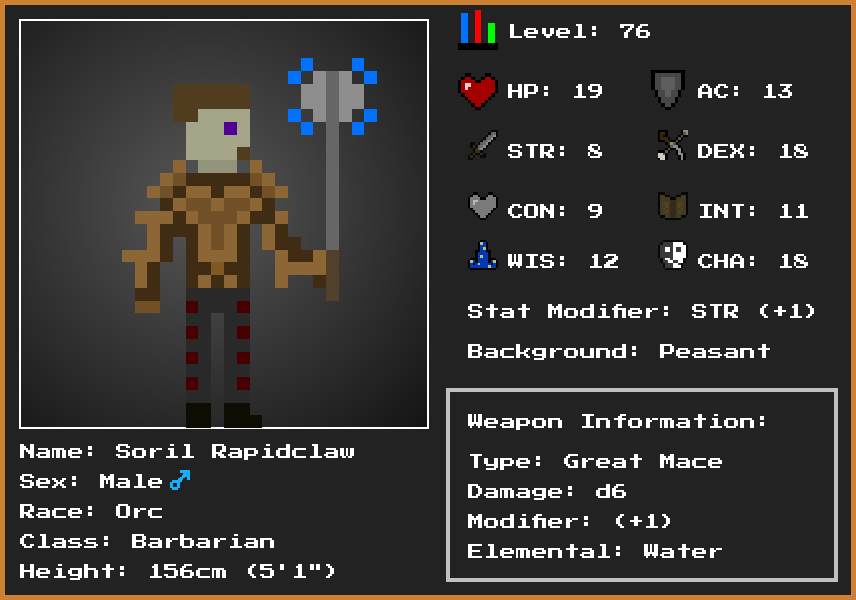 Level: 76
HP: 19
AC: 13
STR: 8
DEX: 18
CON: 9
INT: 11
WIS: 12
CHA: 18
Stat Modifier: STR (+1)
Background: Peasant
Weapon Information:
Type: Great Mace
Damage: d6
Modifier: (+1)
Elemental: Water
Name: Soril Rapidclaw
Sex: Male ♂
Race: Orc
Class: Barbarian
Height: 156cm (5'1")